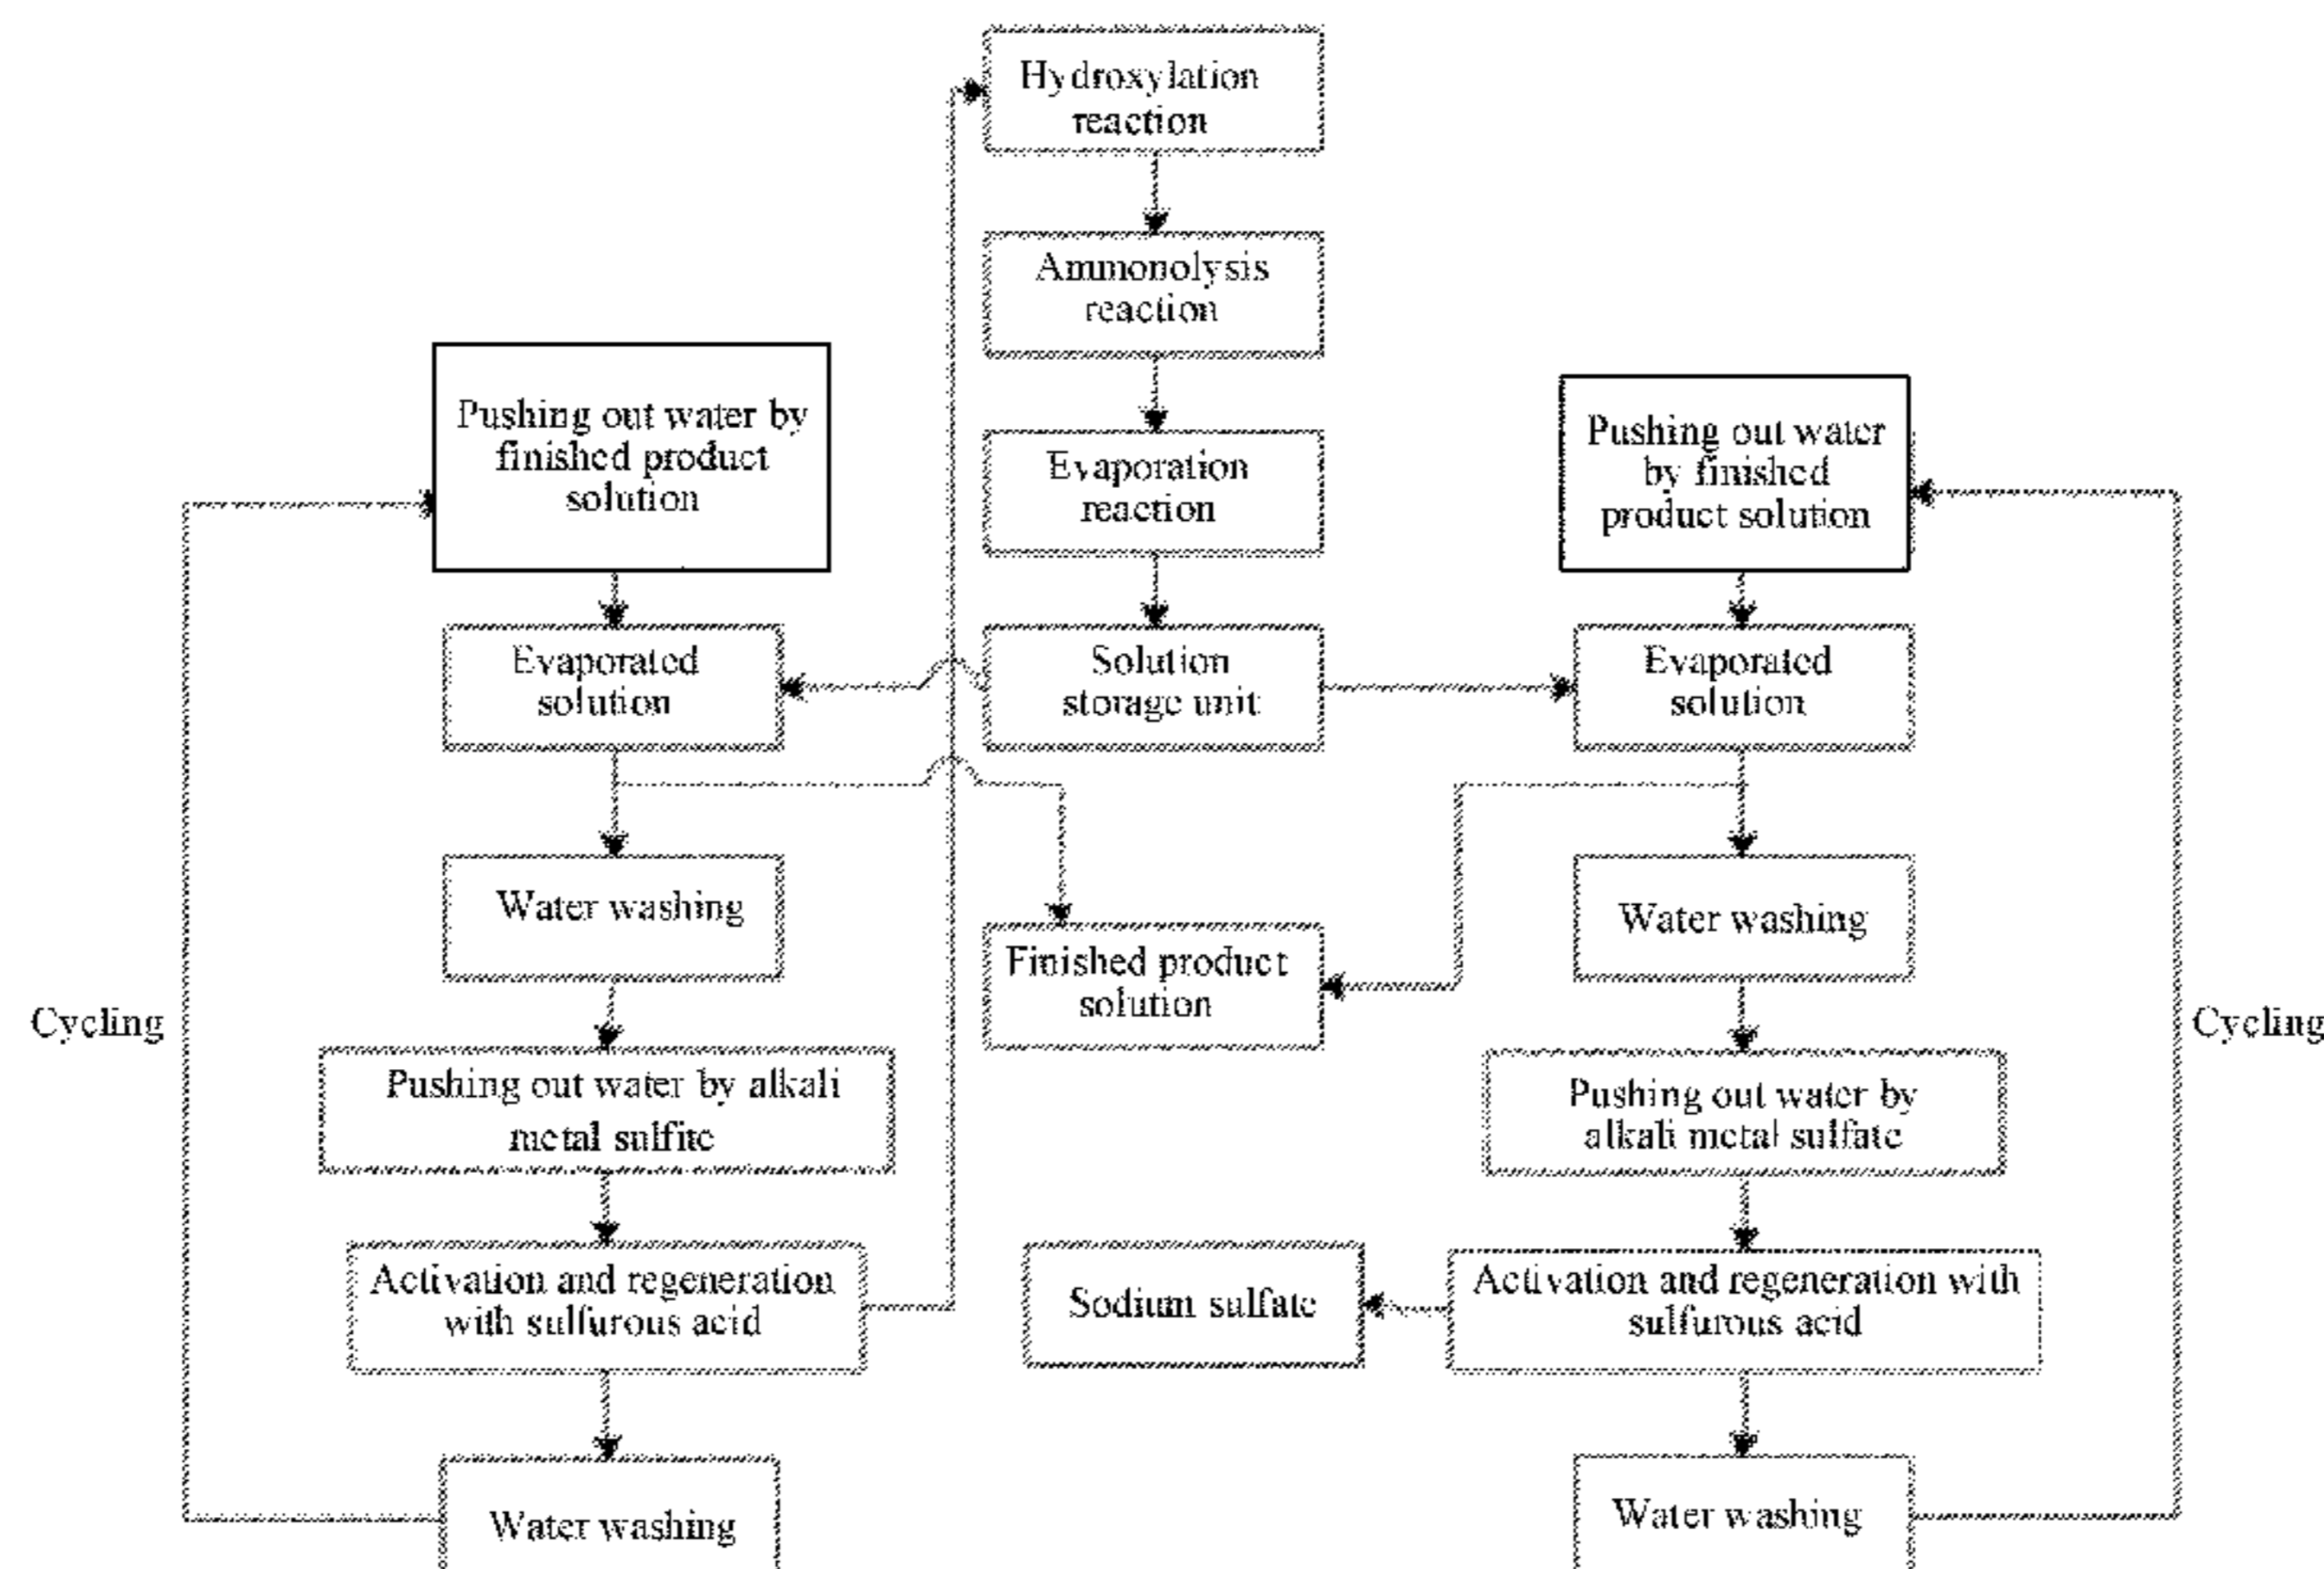 Hydroxylation
reaction
Ammonolysis
reaction
Pushing out water by
finished product
solution
Evaporation
reaction
Pushing out water
by finished
product solution
Evaporated
solution
Solution
storage unit
Evaporated
solution
Water washing
Finished product
solution
Water washing
Cycling
Cycling
Pushing out water by alkali
metal sulfite
Pushing out water by
alkali metal sulfate
Activation and regeneration
with sulfurous acid
Sodium sulfate
Activation and regeneration with
sulfurous acid
Water washing
Water washing